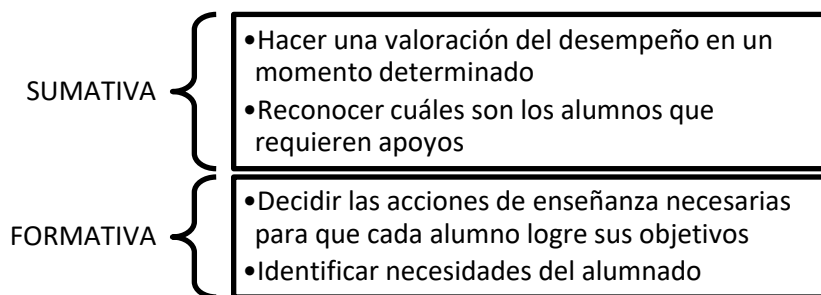 SUMATIVA
•Hacer una valoración del desempeño en un
momento determinado
•Reconocer cuáles son los alumnos que
requieren apoyos
FORMATIVA
•Decidir las acciones de enseñanza necesarias
para que cada alumno logre sus objetivos
•Identificar necesidades del alumnado